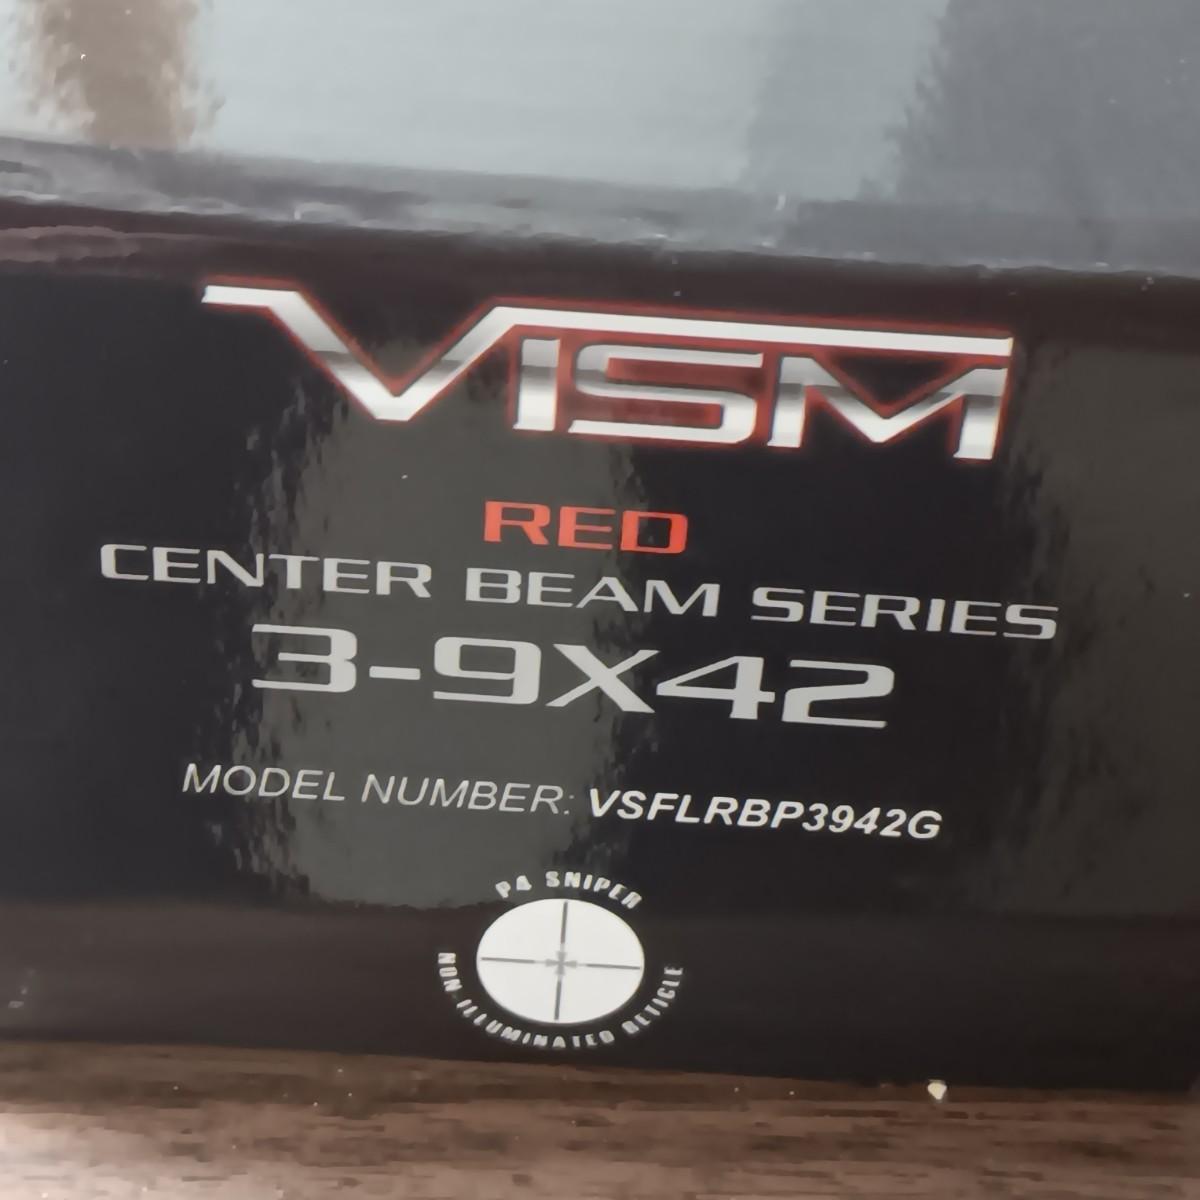 VISM
RED
CENTER BEAM SERIES
3-9X42
MODEL NUMBER: VSFLRBP3942G
P4 SNIPER
NON-ILLUMINATED RETICLE